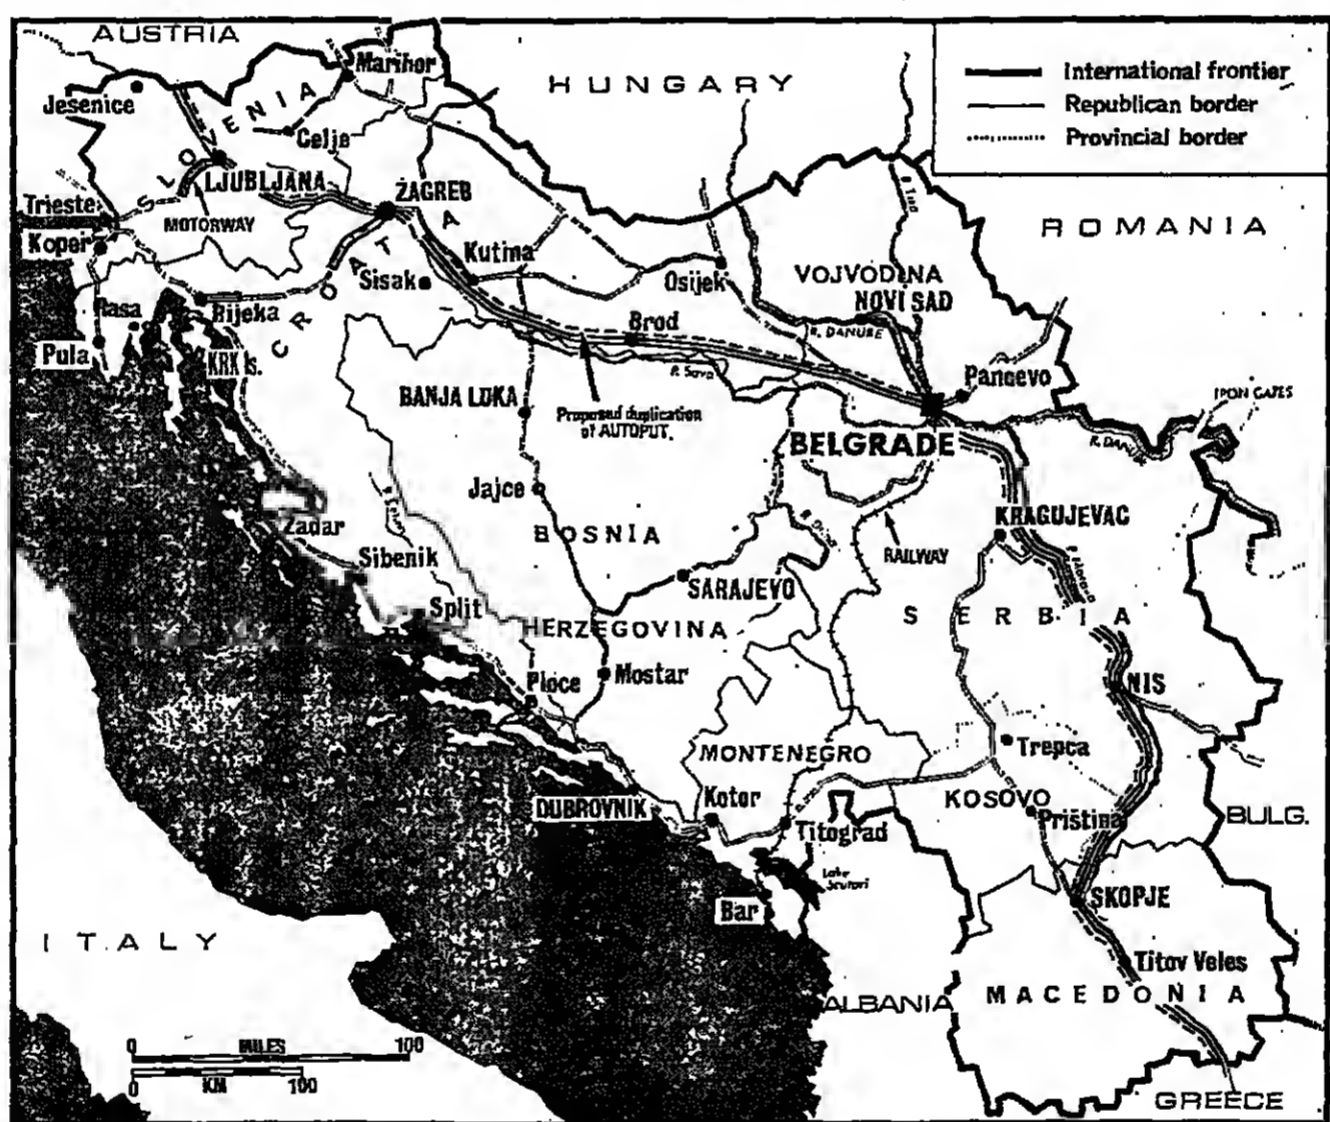 AUSTRIA
HUNGARY
International frontier
Republican border
Provincial border
Maribor
Jesenice
SLOVENIA
Celje
LJUBLJANA
ZAGREB
Trieste
MOTORWAY
Koper
ROMANIA
CROATIA
Kutina
Sisak
Osijek
VOJVODINA
NOVI SAD
Rasa
Rijeka
R. DANUBE
Brod
Pula
KRK Is.
R. Sava
Pancevo
BANJA LUKA
Proposed duplication
of AUTOPUT.
IRON GATES
BELGRADE
R. DANUBE
Jajce
KRAGUJEVAC
Zadar
BOSNIA
RAILWAY
Sibenik
SARAJEVO
Split
SERBIA
HERZEGOVINA
Mostar
Ploce
NIS
MONTENEGRO
Trepca
DUBROVNIK
Kotor
KOSOVO
Priština
BULG.
Titograd
Lake
Scutari
SKOPJE
Bar
ITALY
Titov Veles
ALBANIA
MACEDONIA
0 MILES 100
0 KM 100
GREECE